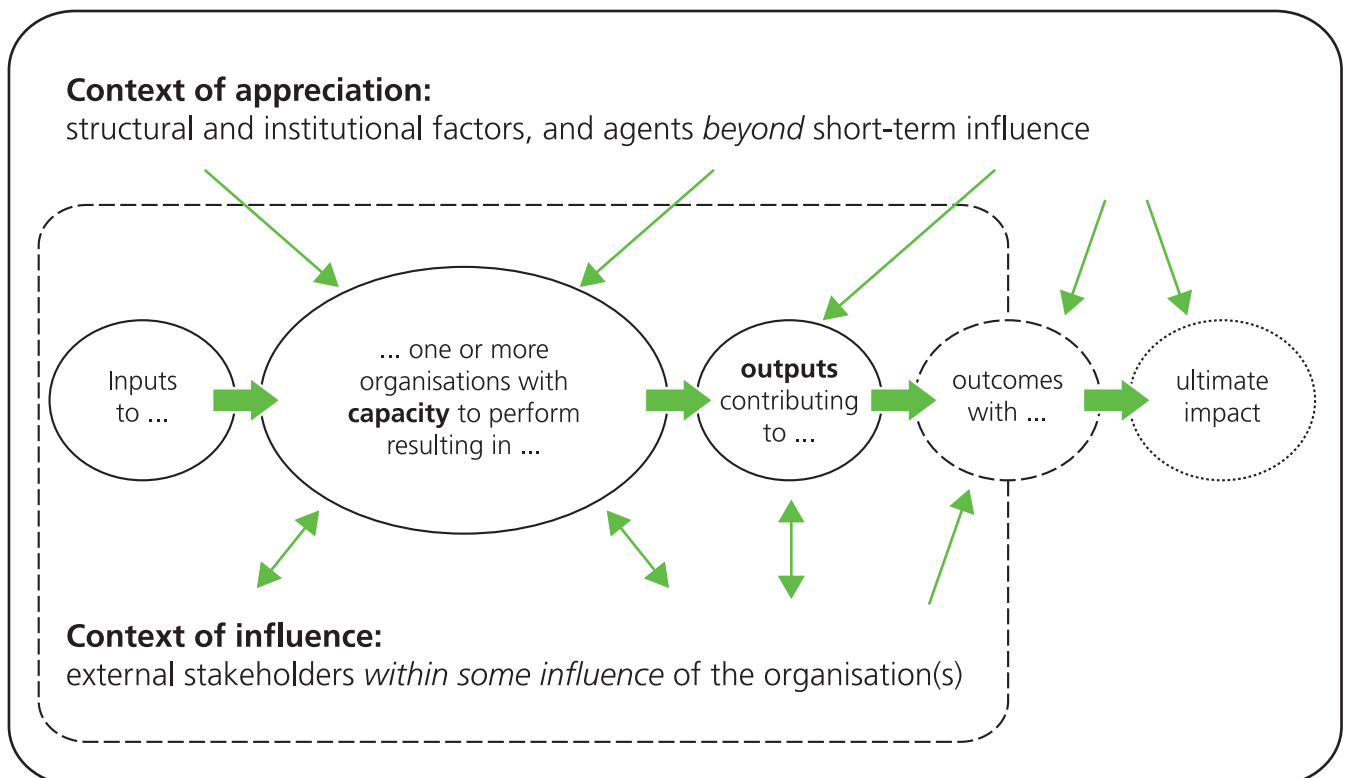 Context of appreciation:
structural and institutional factors, and agents beyond short-term influence
Inputs
to ...
... one or more
organisations with
capacity to perform
resulting in ...
outputs
contributing
to ...
outcomes
with ...
ultimate
impact
Context of influence:
external stakeholders within some influence of the organisation(s)